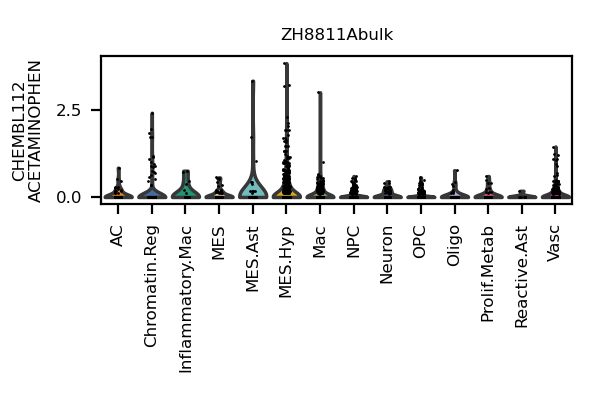 ZH8811Abulk
CHEMBL112
ACETAMINOPHEN
2.5
0.0
AC
Chromatin.Reg
Inflammatory.Mac
MES
MES.Ast
MES.Hyp
Mac
NPC
Neuron
OPC
Oligo
Prolif.Metab
Reactive.Ast
Vasc